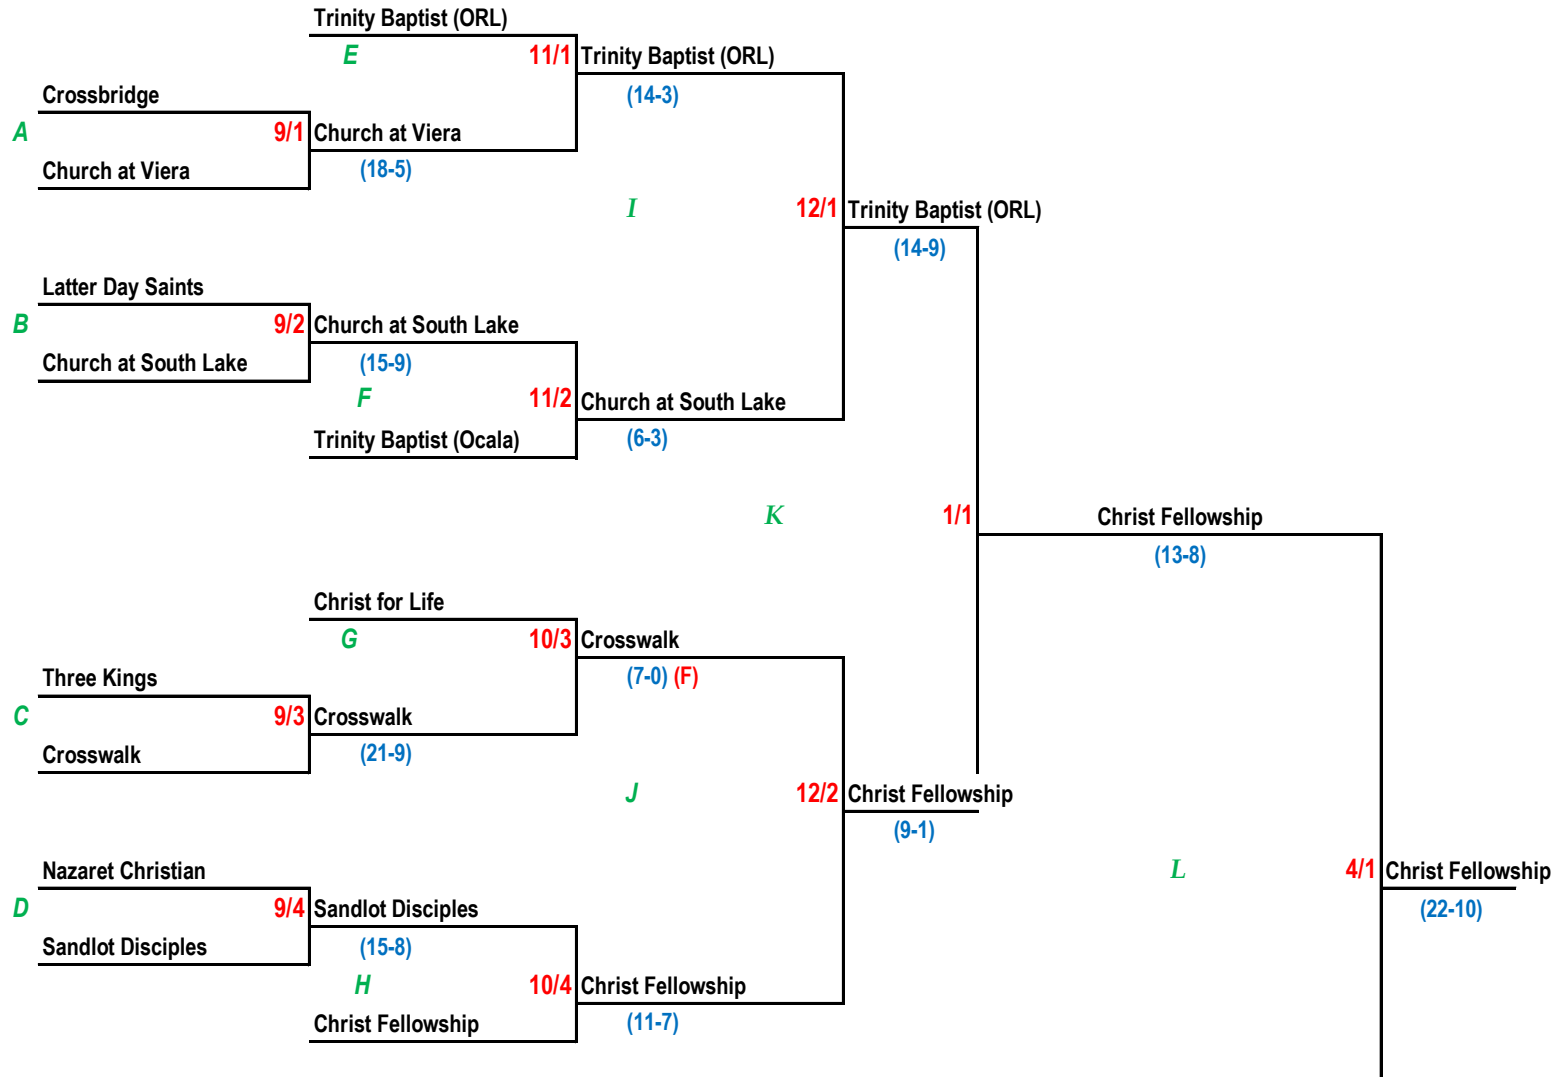 Trinity Baptist (ORL)
E 11/1 Trinity Baptist (ORL)
Crossbridge (14-3)
A 9/1 Church at Viera
Church at Viera (18-5)
I 12/1 Trinity Baptist (ORL)
(14-9)
Latter Day Saints
B 9/2 Church at South Lake
Church at South Lake (15-9)
F 11/2 Church at South Lake
Trinity Baptist (Ocala) (6-3)
K 1/1 Christ Fellowship
(13-8)
Christ for Life
G 10/3 Crosswalk
Three Kings (7-0) (F)
C 9/3 Crosswalk
Crosswalk (21-9)
J 12/2 Christ Fellowship
(9-1)
Nazaret Christian L 4/1 Christ Fellowship
D 9/4 Sandlot Disciples (22-10)
Sandlot Disciples (15-8)
H 10/4 Christ Fellowship
Christ Fellowship (11-7)